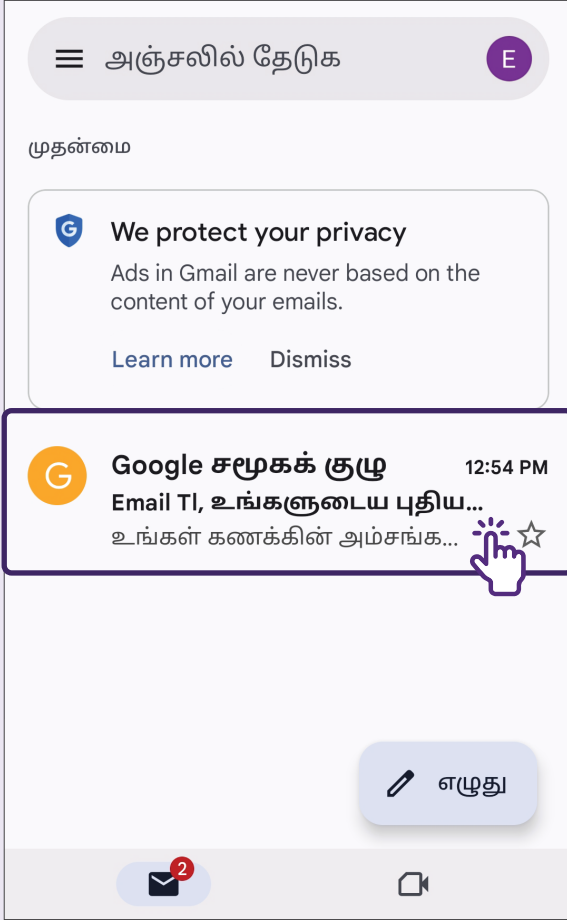 அஞ்சலில் தேடுக
E
முதன்மை
G
We protect your privacy
Ads in Gmail are never based on the
content of your emails.
Learn more Dismiss
G
Google சமூகக் குழு 12:54 PM
Email Tl, உங்களுடைய புதிய...
உங்கள் கணக்கின் அம்சங்க...
எழுது
2